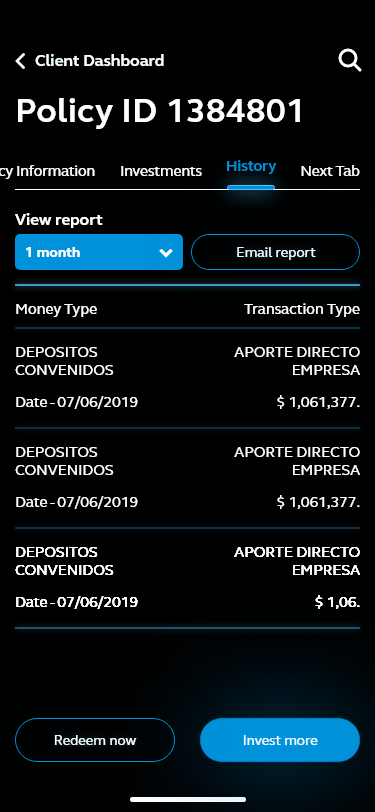 Client Dashboard
Policy ID 1384801
cy Information Investments History Next Tab
View report
1 month Email report
Money Type Transaction Type
DEPOSITOS APORTE DIRECTO
CONVENIDOS EMPRESA
Date - 07/06/2019 $ 1,061,377.
DEPOSITOS APORTE DIRECTO
CONVENIDOS EMPRESA
Date - 07/06/2019 $ 1,061,377.
DEPOSITOS APORTE DIRECTO
CONVENIDOS EMPRESA
Date - 07/06/2019 $ 1,06.
Redeem now Invest more